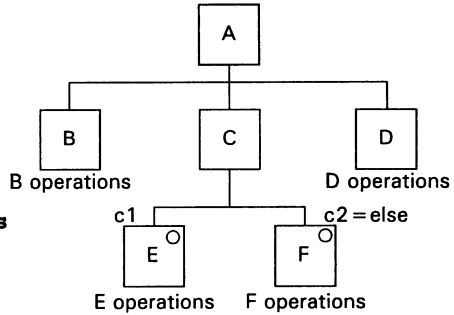 A
B
C
D
B operations
D operations
s
c1
c2 = else
E
F
E operations
F operations